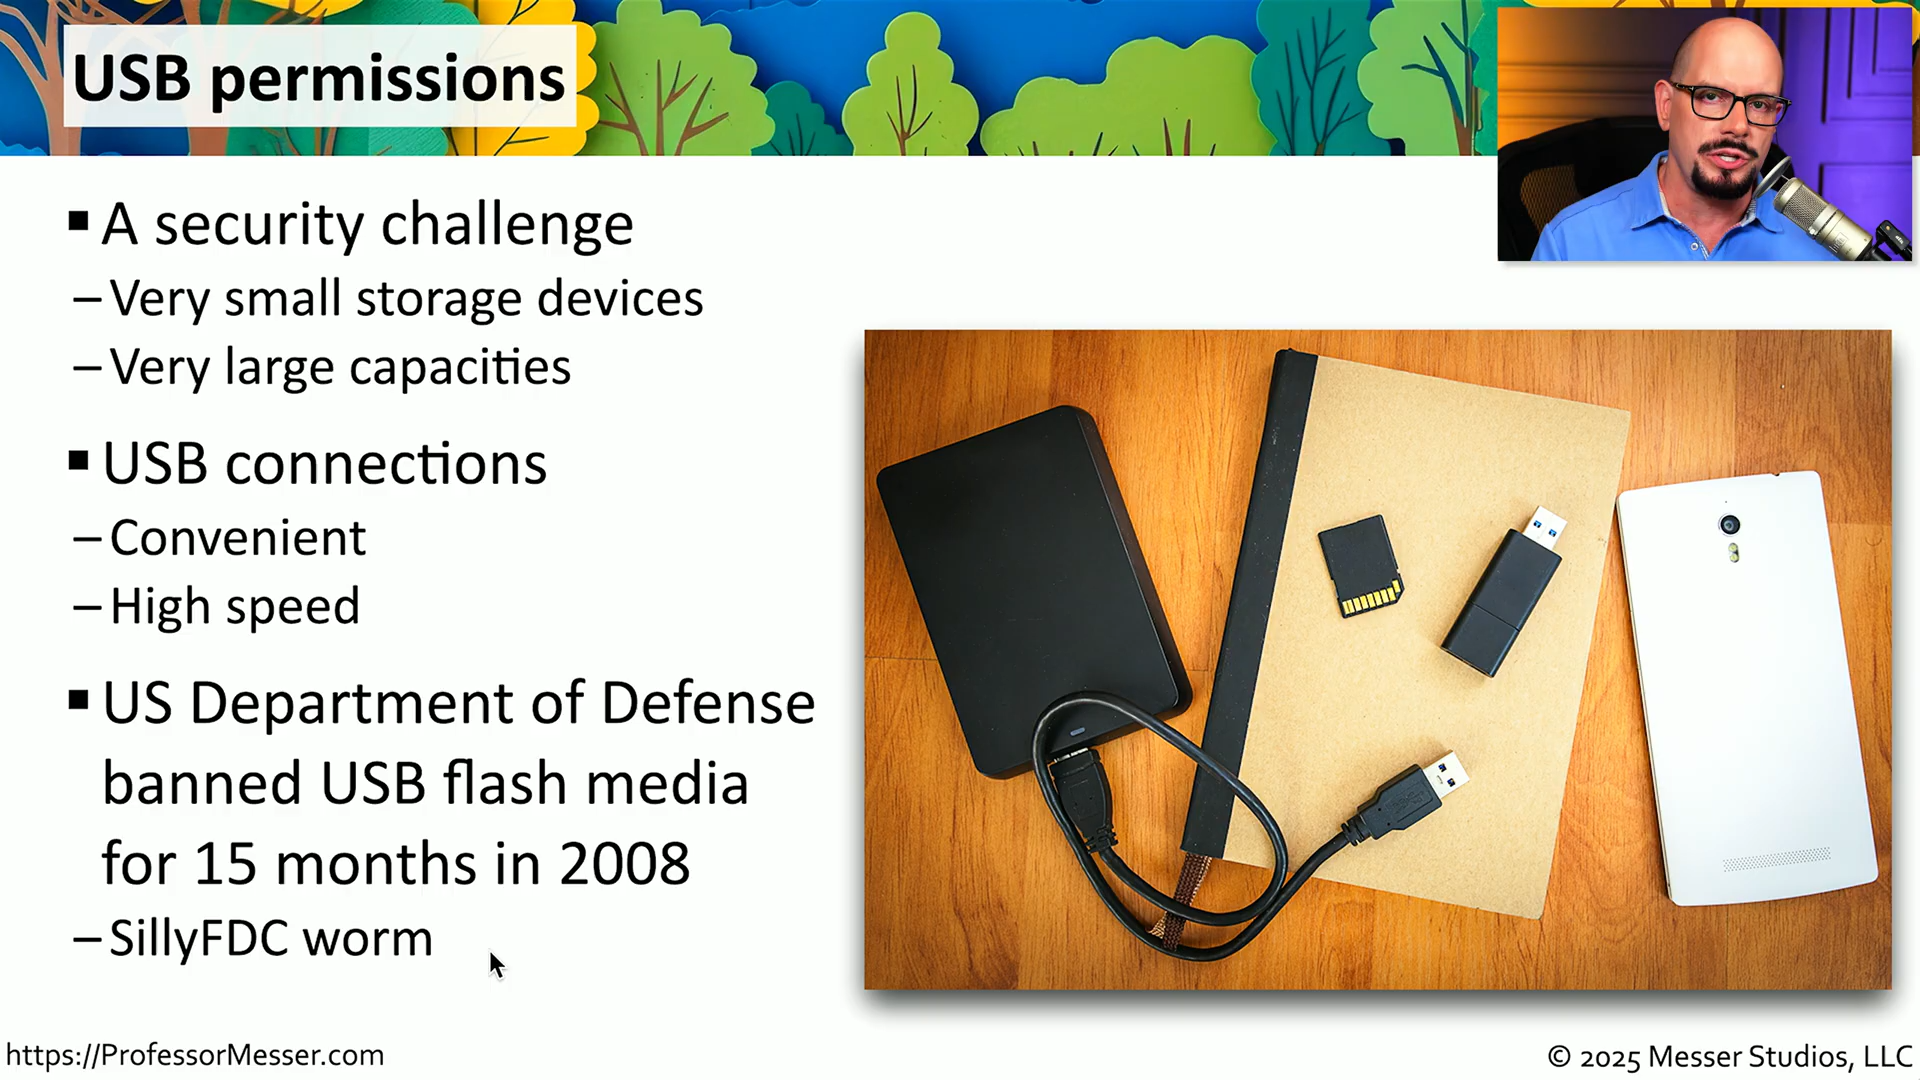 USB permissions
▪ A security challenge
– Very small storage devices
– Very large capacities
▪ USB connections
– Convenient
– High speed
▪ US Department of Defense
banned USB flash media
for 15 months in 2008
– SillyFDC worm
https://ProfessorMesser.com
© 2025 Messer Studios, LLC